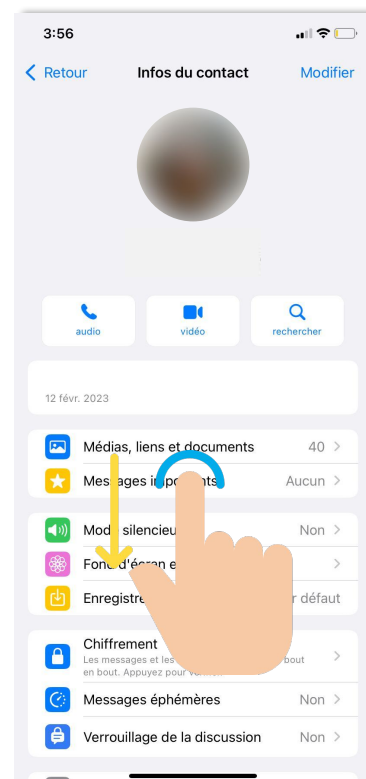 3:56
Retour
Infos du contact
Modifier
audio
vidéo
rechercher
12 févr. 2023
Médias, liens et documents 40
Messages Aucun
Mode silencieux Non
Fond d'écran e
Enregistre r défaut
Chiffrement
Les messages et les bout
en bout. Appuyez pour
Messages éphémères Non
Verrouillage de la discussion Non